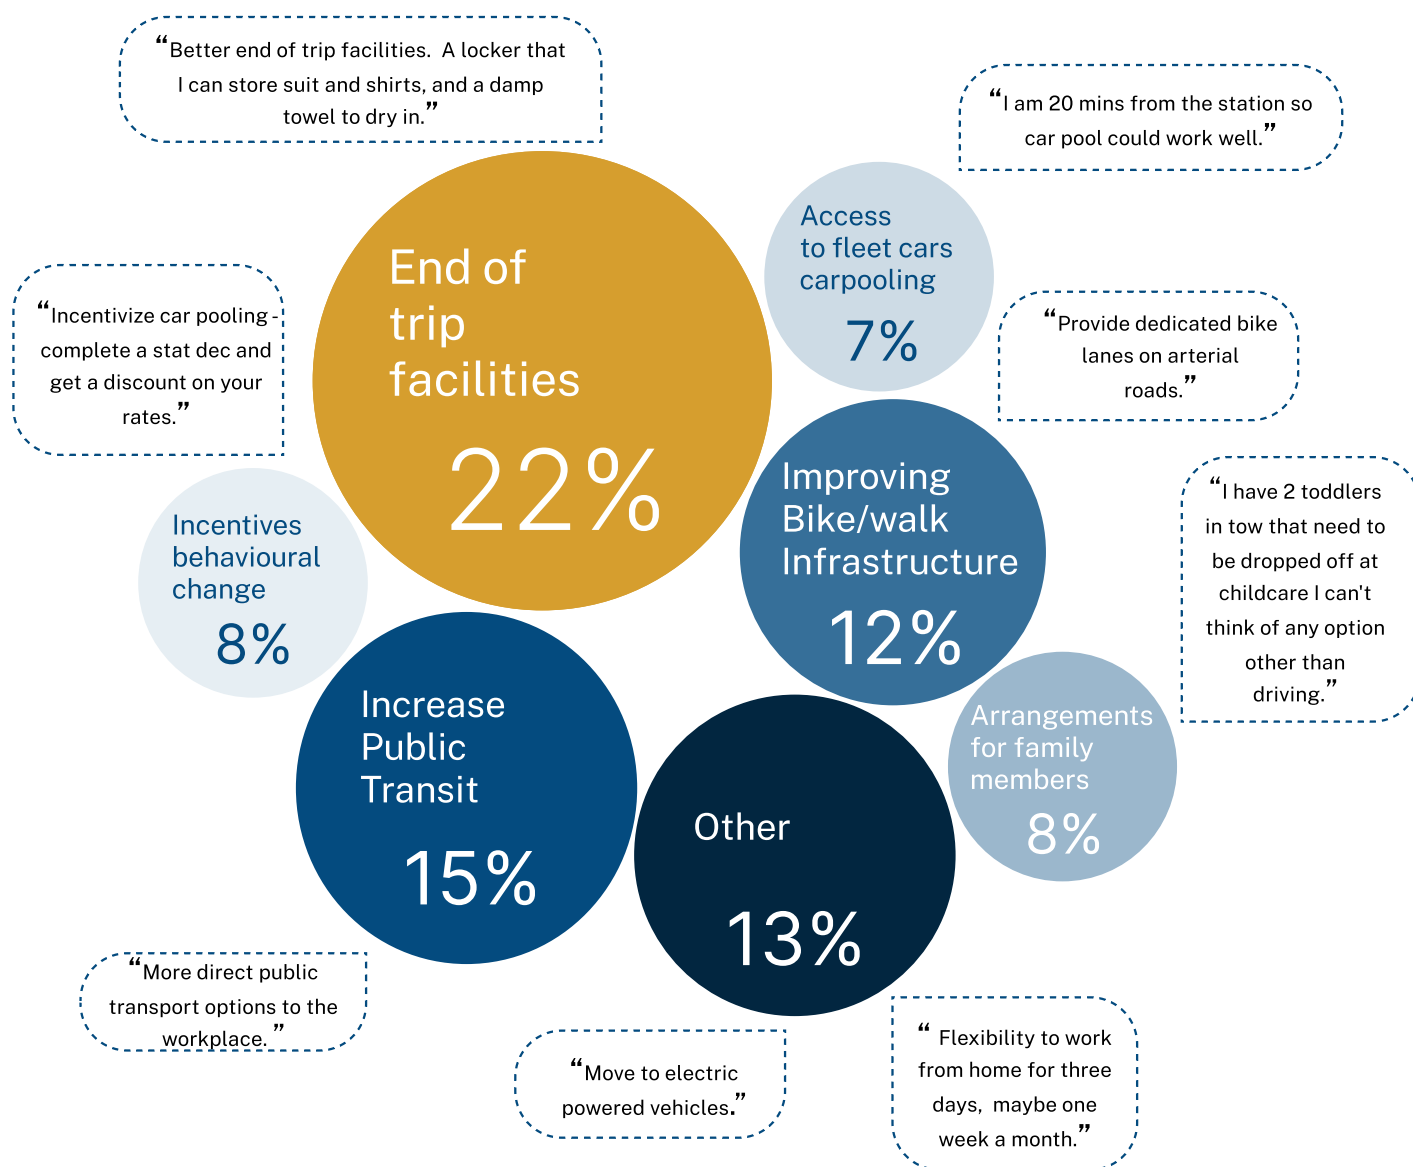 “Better end of trip facilities.  A locker that
I can store suit and shirts, and a damp
towel to dry in.”
“I am 20 mins from the station so
car pool could work well.”
Access
to fleet cars
carpooling
7%
End of
trip
facilities
22%
“Incentivize car pooling -
complete a stat dec and
get a discount on your
rates.”
“Provide dedicated bike
lanes on arterial
roads.”
Improving
Bike/walk
Infrastructure
12%
“I have 2 toddlers
in tow that need to
be dropped off at
childcare I can't
think of any option
other than
driving.”
Incentives
behavioural
change
8%
Increase
Public
Transit
15%
Arrangements
for family
members
8%
Other
13%
“More direct public
transport options to the
workplace. ”
“Move to electric
powered vehicles.”
“ Flexibility to work
from home for three
days,  maybe one
week a month.”